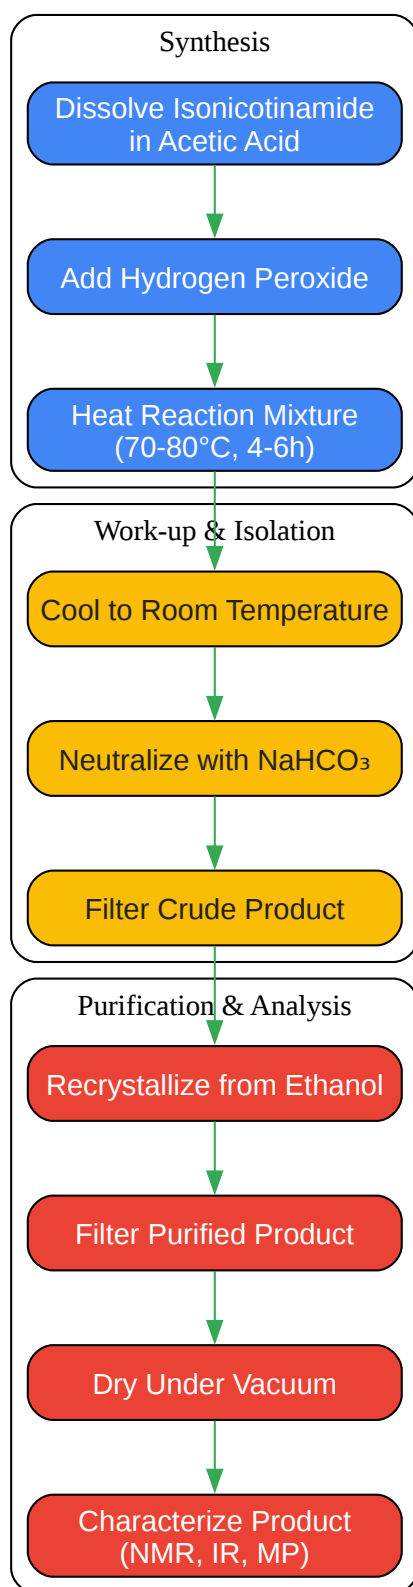 Synthesis
Dissolve Isonicotinamide
in Acetic Acid
Add Hydrogen Peroxide
Heat Reaction Mixture
(70-80°C, 4-6h)
Work-up & Isolation
Cool to Room Temperature
Neutralize with NaHCO₃
Filter Crude Product
Purification & Analysis
Recrystallize from Ethanol
Filter Purified Product
Dry Under Vacuum
Characterize Product
(NMR, IR, MP)